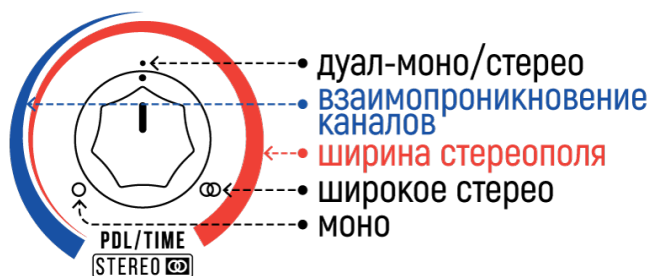 дуал-моно/стерео
взаимопроникновение
каналов
ширина стереополя
широкое стерео
моно
PDL/TIME
STEREO